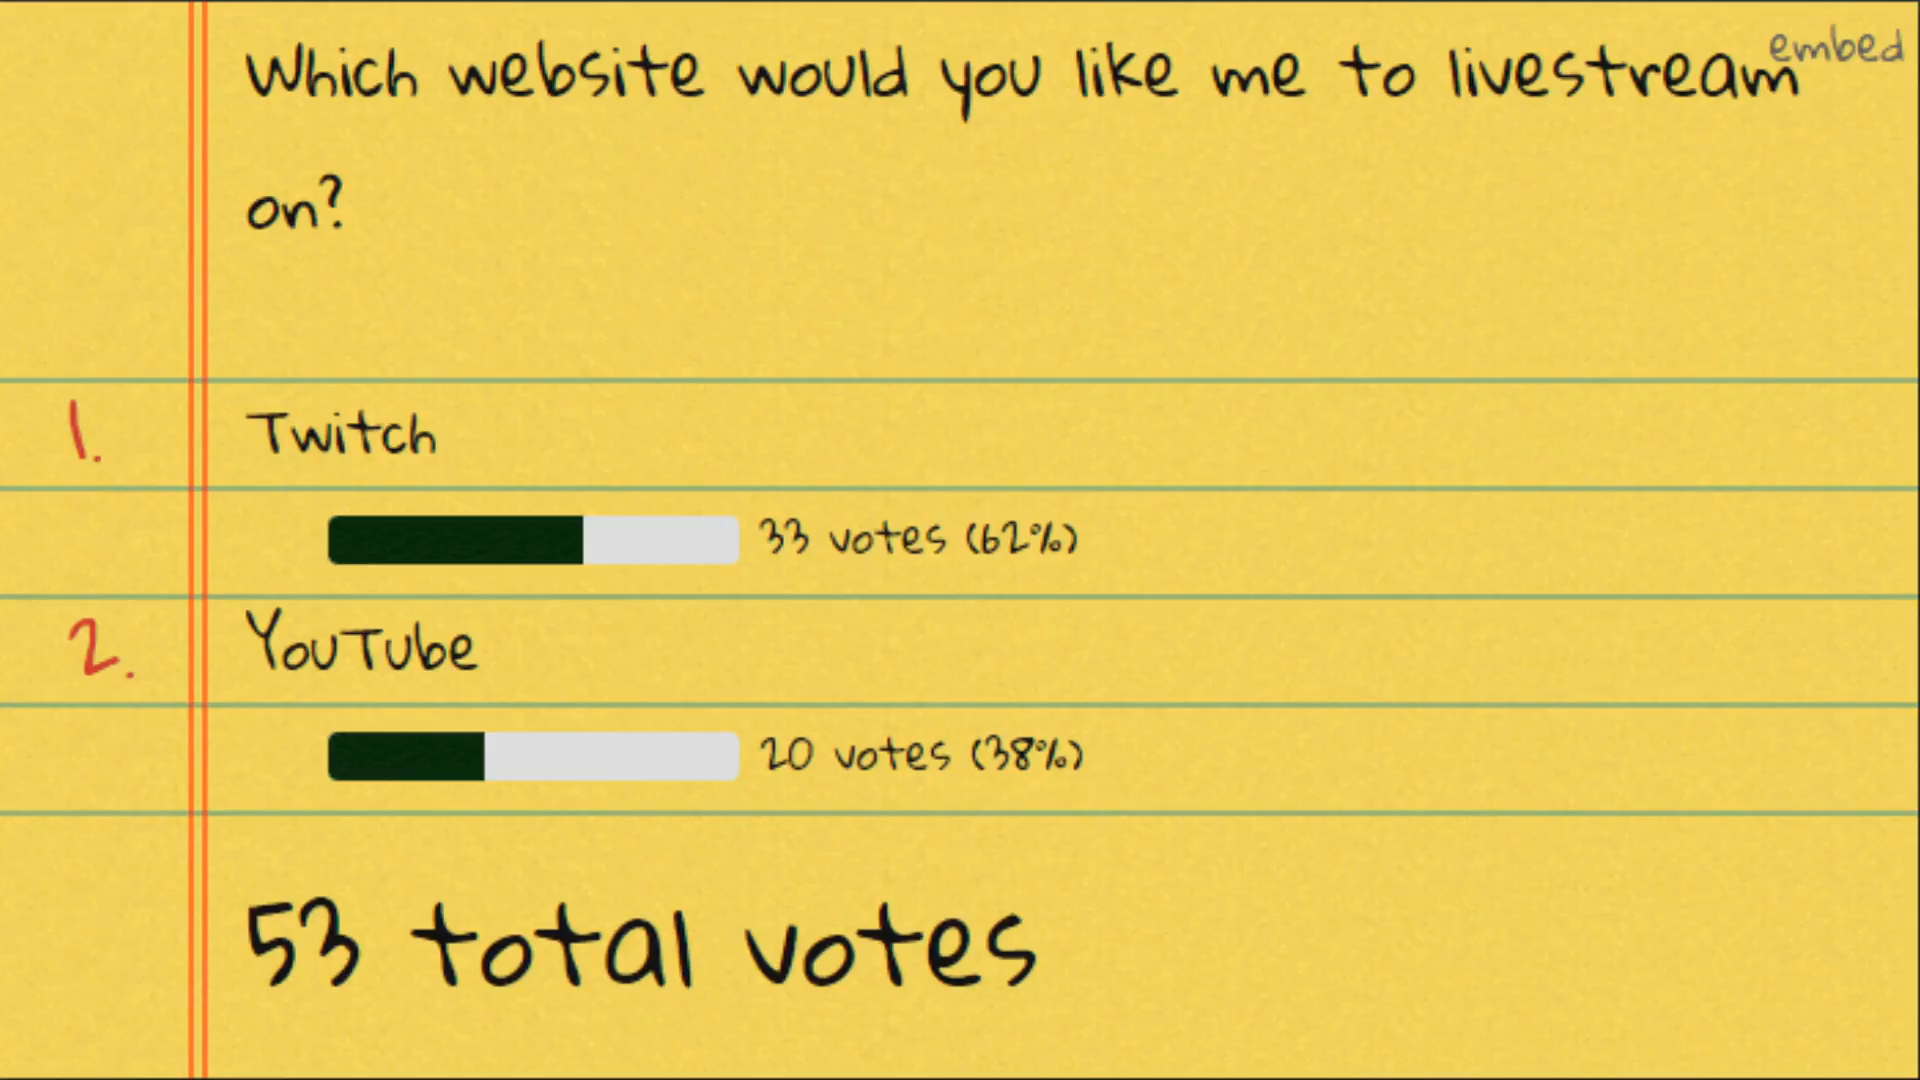 embed
Which website would you like me to livestream
on?
1. Twitch
33 votes (62%)
2. YouTube
20 votes (38%)
53 total votes